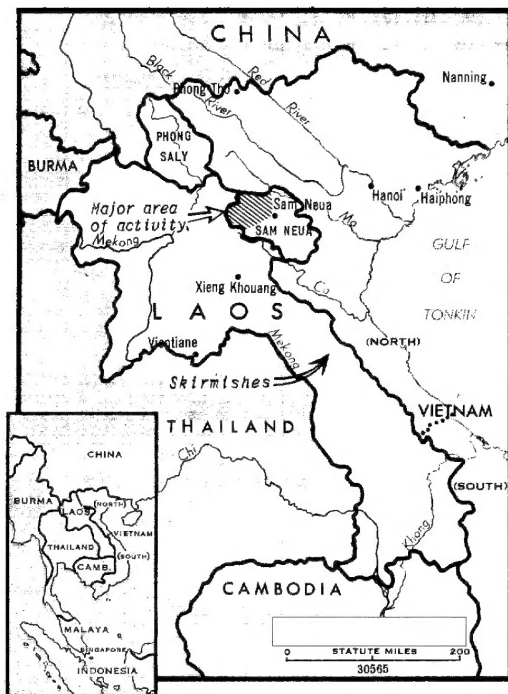 CHINA
Nanning
Black
River
Red
River
Phong Tho
PHONG
SALY
BURMA
Hanoi
Haiphong
Major area
of activity
Sam Neua
SAM NEUA
Ma
Mekong
GULF
OF
TONKIN
Xieng Khouang
Ca
LAOS
(NORTH)
Vientiane
Mekong
Skirmishes
VIETNAM
THAILAND
Chi
(SOUTH)
Khong
CAMBODIA
STATUTE MILES
0
200
30565
CHINA
BURMA
LAOS
(NORTH)
VIETNAM
THAILAND
(SOUTH)
CAMB.
MALAYA
SINGAPORE
INDONESIA